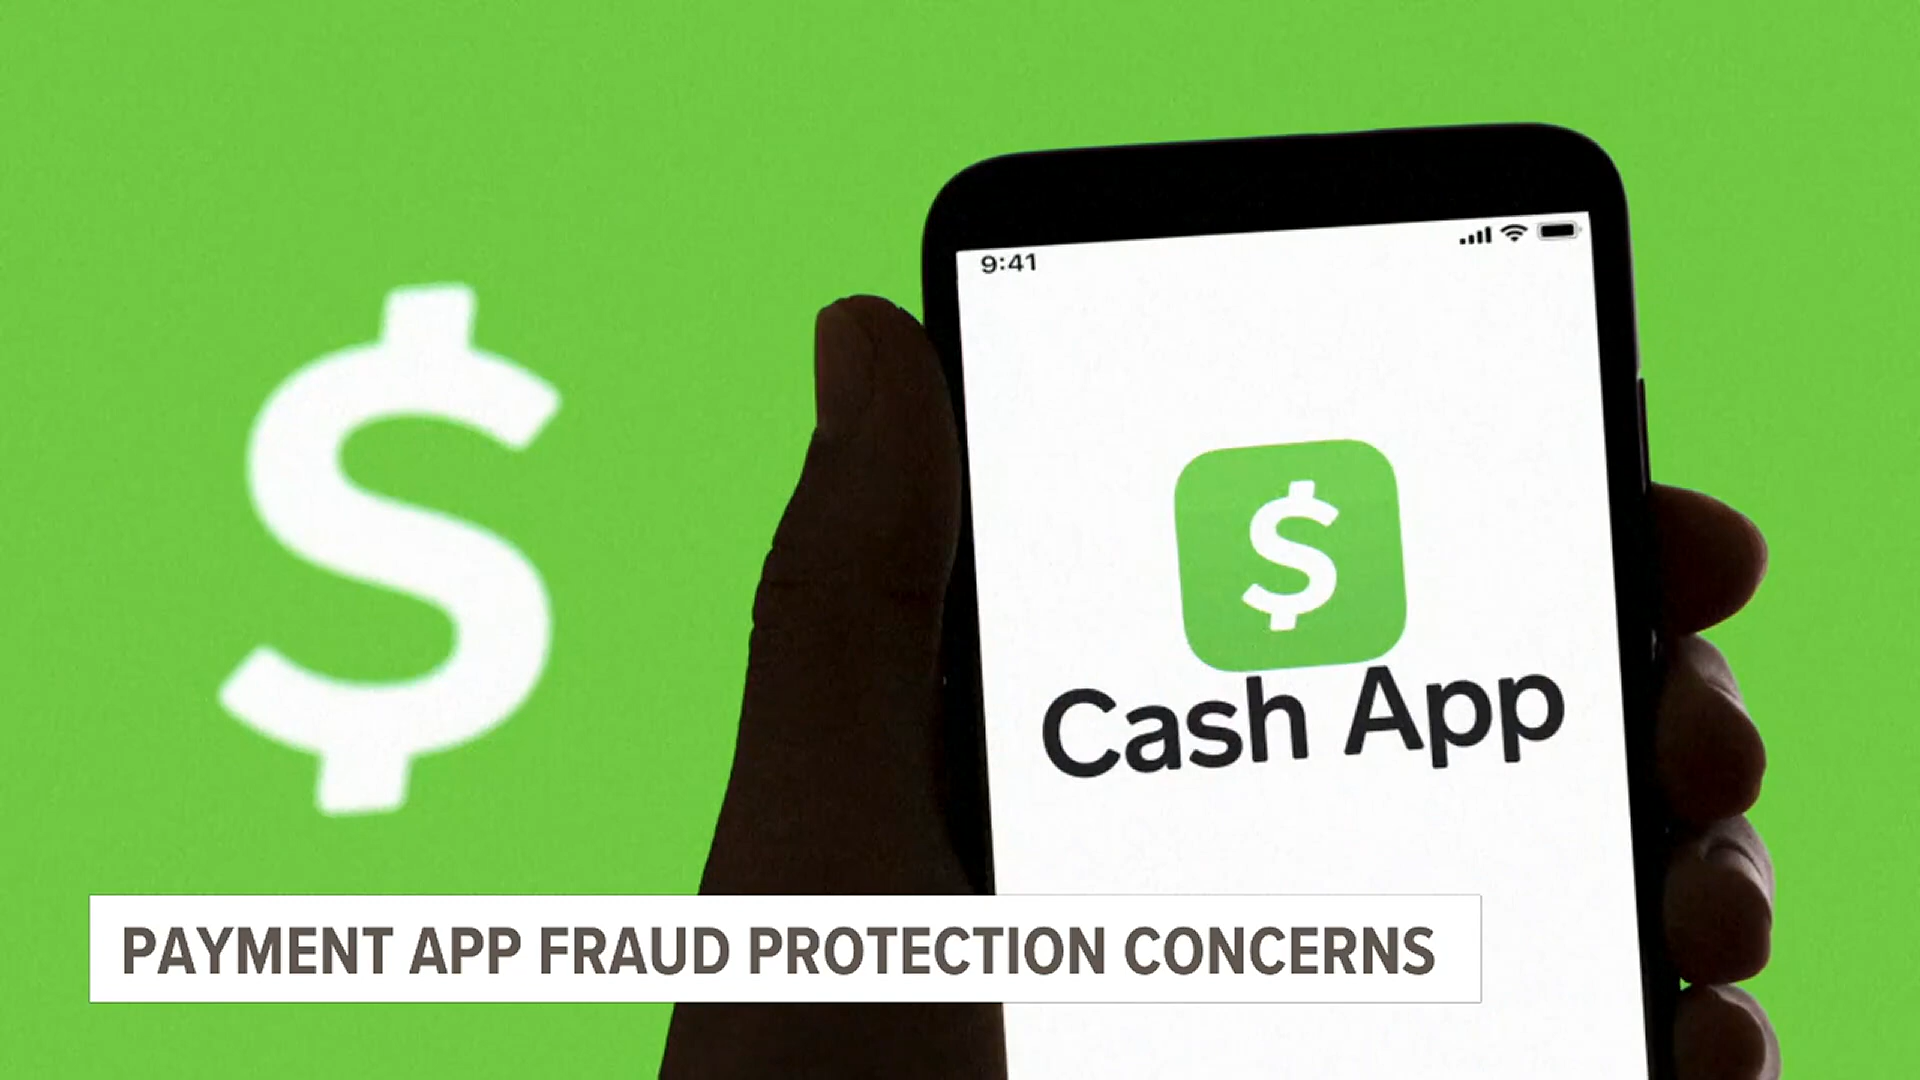 $
9:41
$
Cash App
PAYMENT APP FRAUD PROTECTION CONCERNS